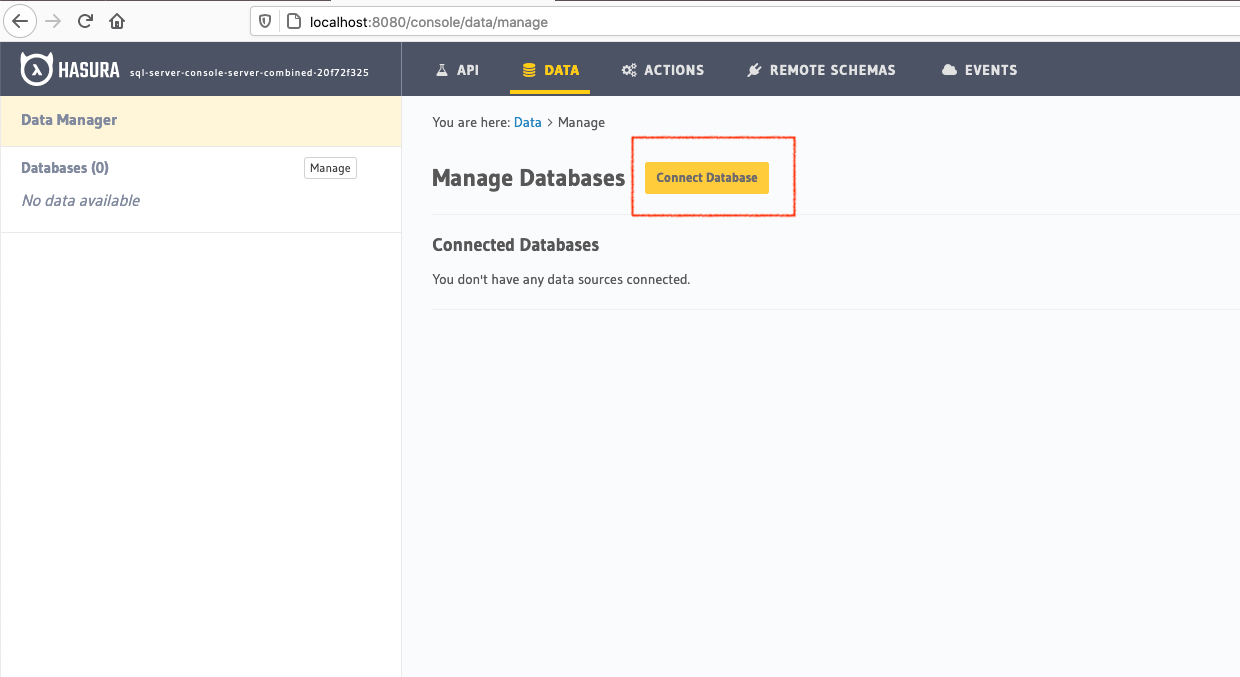 localhost:8080/console/data/manage
HASURA sql-server-console-server-combined-20f72f325
API DATA ACTIONS REMOTE SCHEMAS EVENTS
Data Manager
Databases (0) Manage
No data available
You are here: Data > Manage
Manage Databases Connect Database
Connected Databases
You don't have any data sources connected.